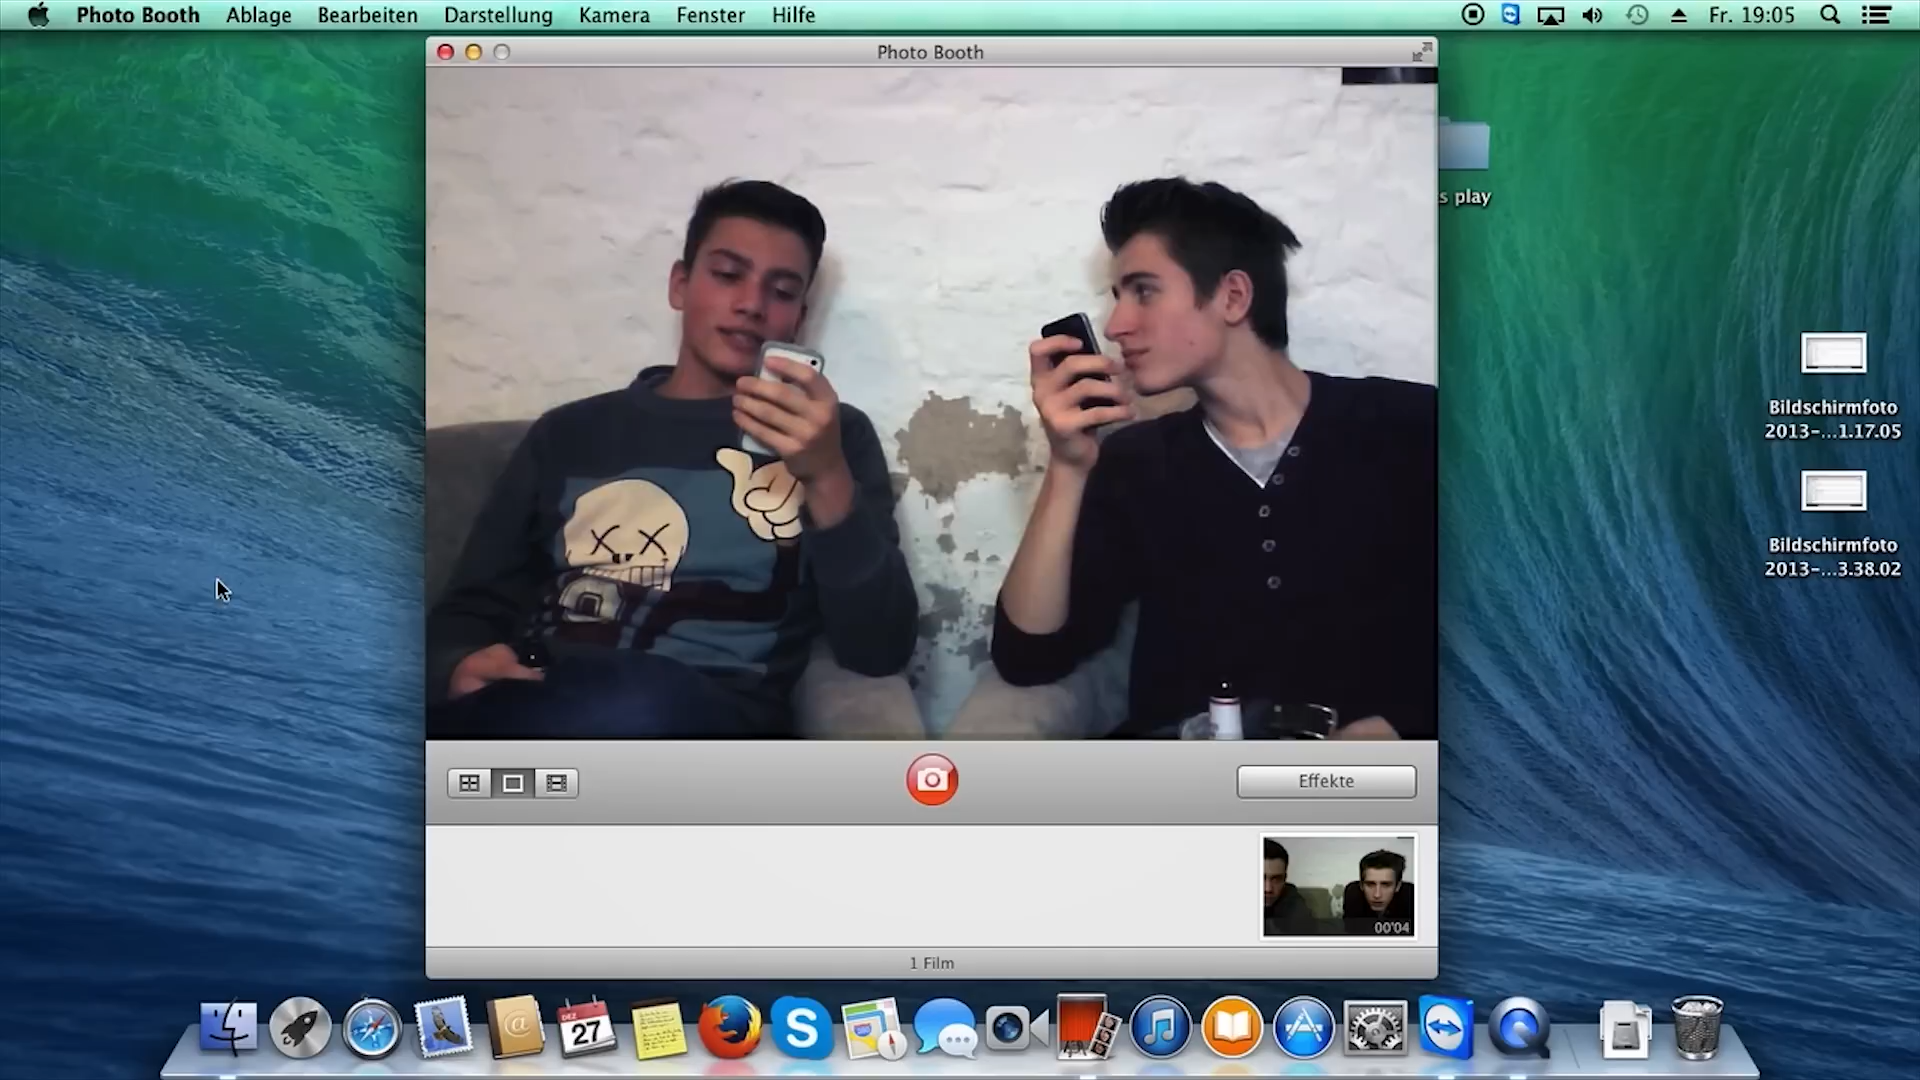 Photo Booth Ablage Bearbeiten Darstellung Kamera Fenster Hilfe Fr. 19:05
Photo Booth
s play
Bildschirmfoto
2013-...1.17.05
Bildschirmfoto
2013-...3.38.02
Effekte
00'04
1 Film
@
DEZ
27
S